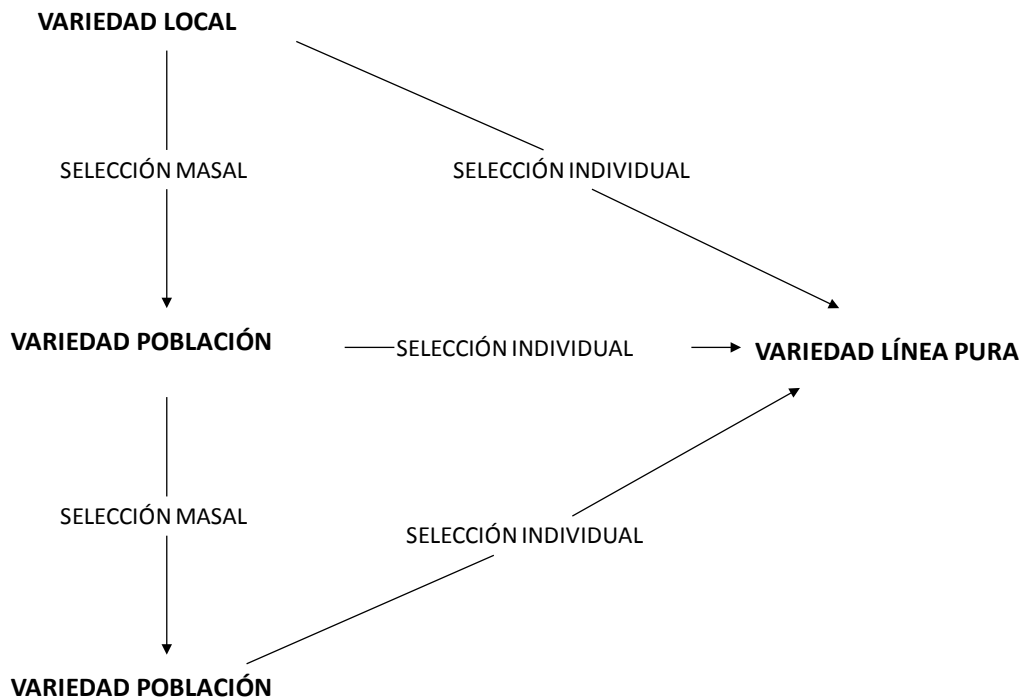 VARIEDAD LOCAL
SELECCIÓN MASAL
SELECCIÓN INDIVIDUAL
VARIEDAD POBLACIÓN
SELECCIÓN INDIVIDUAL
VARIEDAD LÍNEA PURA
SELECCIÓN MASAL
SELECCIÓN INDIVIDUAL
VARIEDAD POBLACIÓN